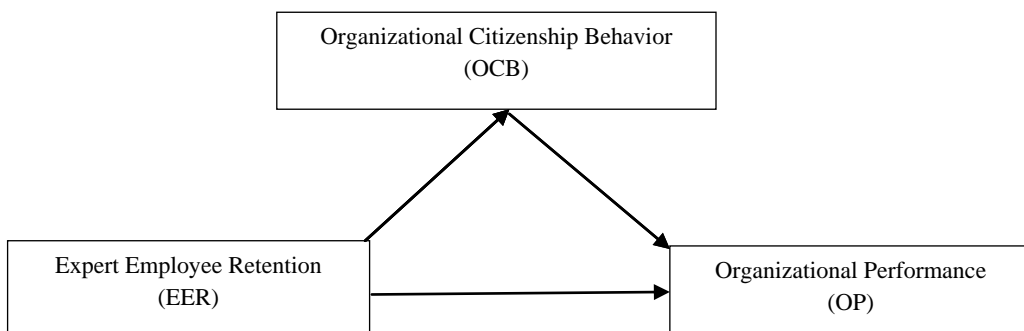 Organizational Citizenship Behavior
(OCB)
Expert Employee Retention
(EER)
Organizational Performance
(OP)